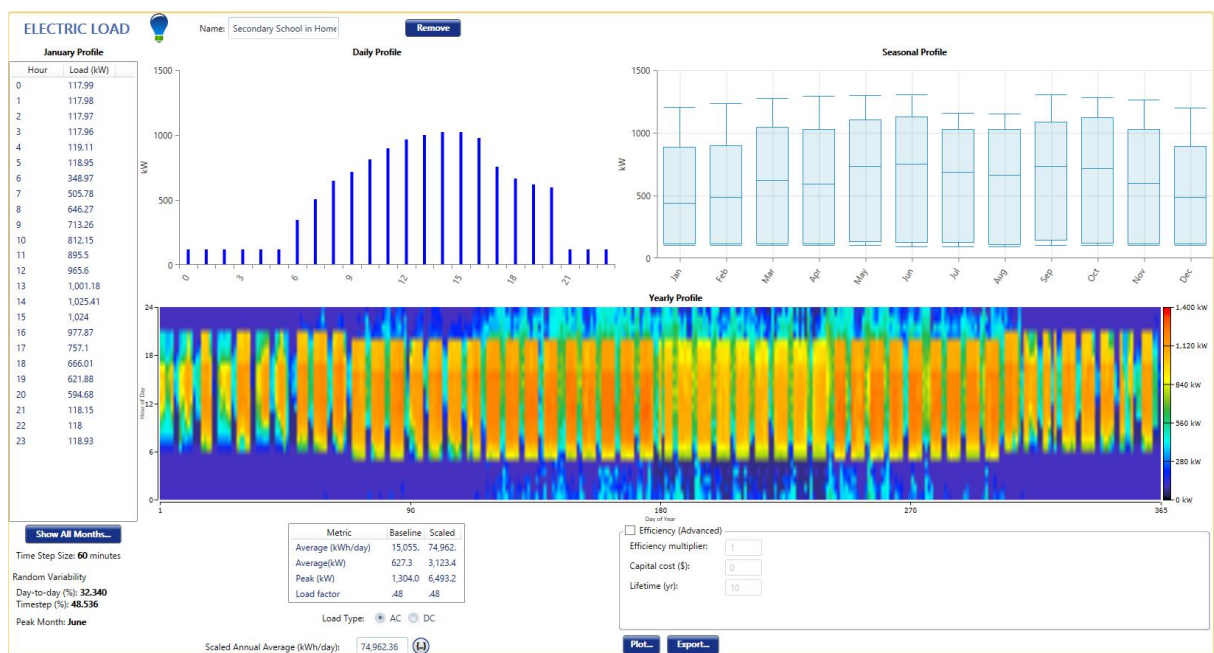 ELECTRIC LOAD
Name: Secondary School in Home
Remove
January Profile
Hour Load (kW)
0 117.99
1 117.98
2 117.97
3 117.96
4 119.11
5 118.95
6 348.97
7 505.78
8 646.27
9 713.26
10 812.15
11 895.5
12 965.6
13 1,001.18
14 1,025.41
15 1,024
16 977.87
17 757.1
18 666.01
19 621.88
20 594.68
21 118.15
22 118
23 118.93
Daily Profile
1500
1000
500
0
kW
0 3 6 9 12 15 18 21
Seasonal Profile
1500
1000
500
0
kW
Jan Feb Mar Apr May Jun Jul Aug Sep Oct Nov Dec
Yearly Profile
24
18
12
6
0
Hour of Day
1 90 180 270 365
Day of Year
1,400 kW
1,120 kW
840 kW
560 kW
280 kW
0 kW
Show All Months...
Time Step Size: 60 minutes
Random Variability
Day-to-day (%): 32.340
Timestep (%): 48.536
Peak Month: June
Metric Baseline Scaled
Average (kWh/day) 15,055. 74,962.
Average(kW) 627.3 3,123.4
Peak (kW) 1,304.0 6,493.2
Load factor .48 .48
Load Type: AC DC
Scaled Annual Average (kWh/day): 74,962.36 {..}
Efficiency (Advanced)
Efficiency multiplier: 1
Capital cost ($): 0
Lifetime (yr): 10
Plot... Export...